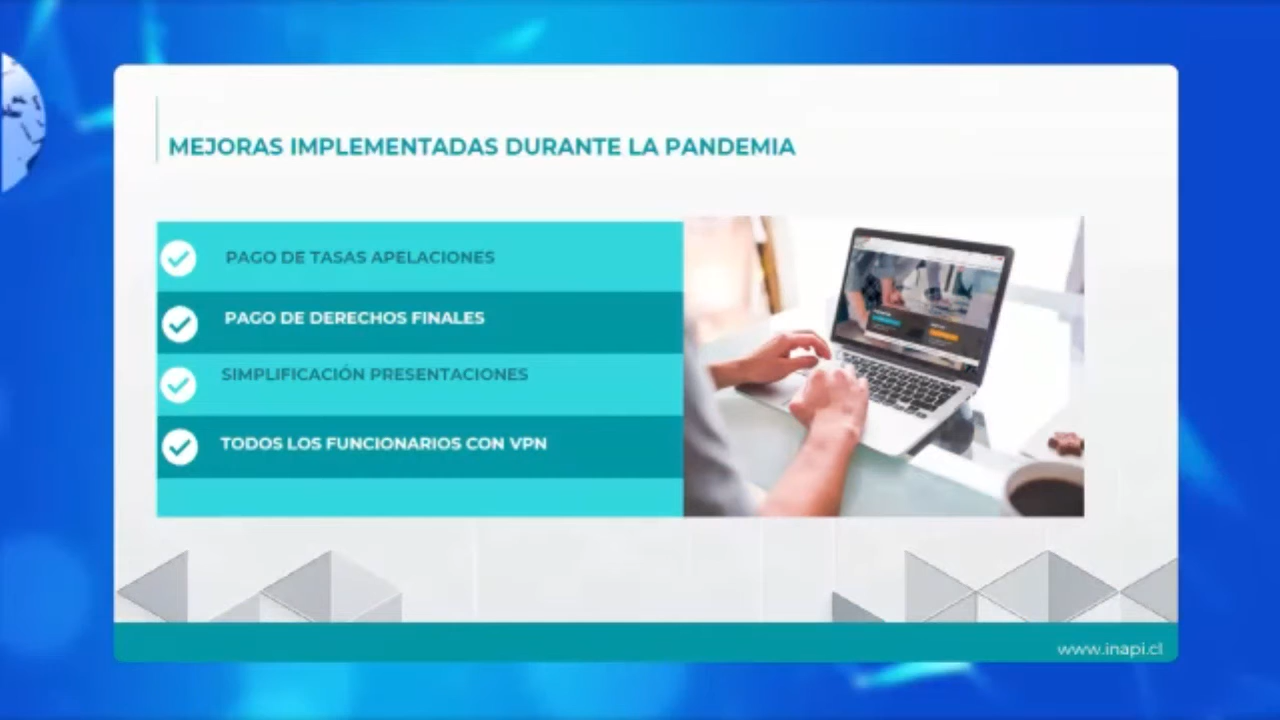 MEJORAS IMPLEMENTADAS DURANTE LA PANDEMIA
PAGO DE TASAS APELACIONES
PAGO DE DERECHOS FINALES
SIMPLIFICACIÓN PRESENTACIONES
TODOS LOS FUNCIONARIOS CON VPN
www.inapi.cl